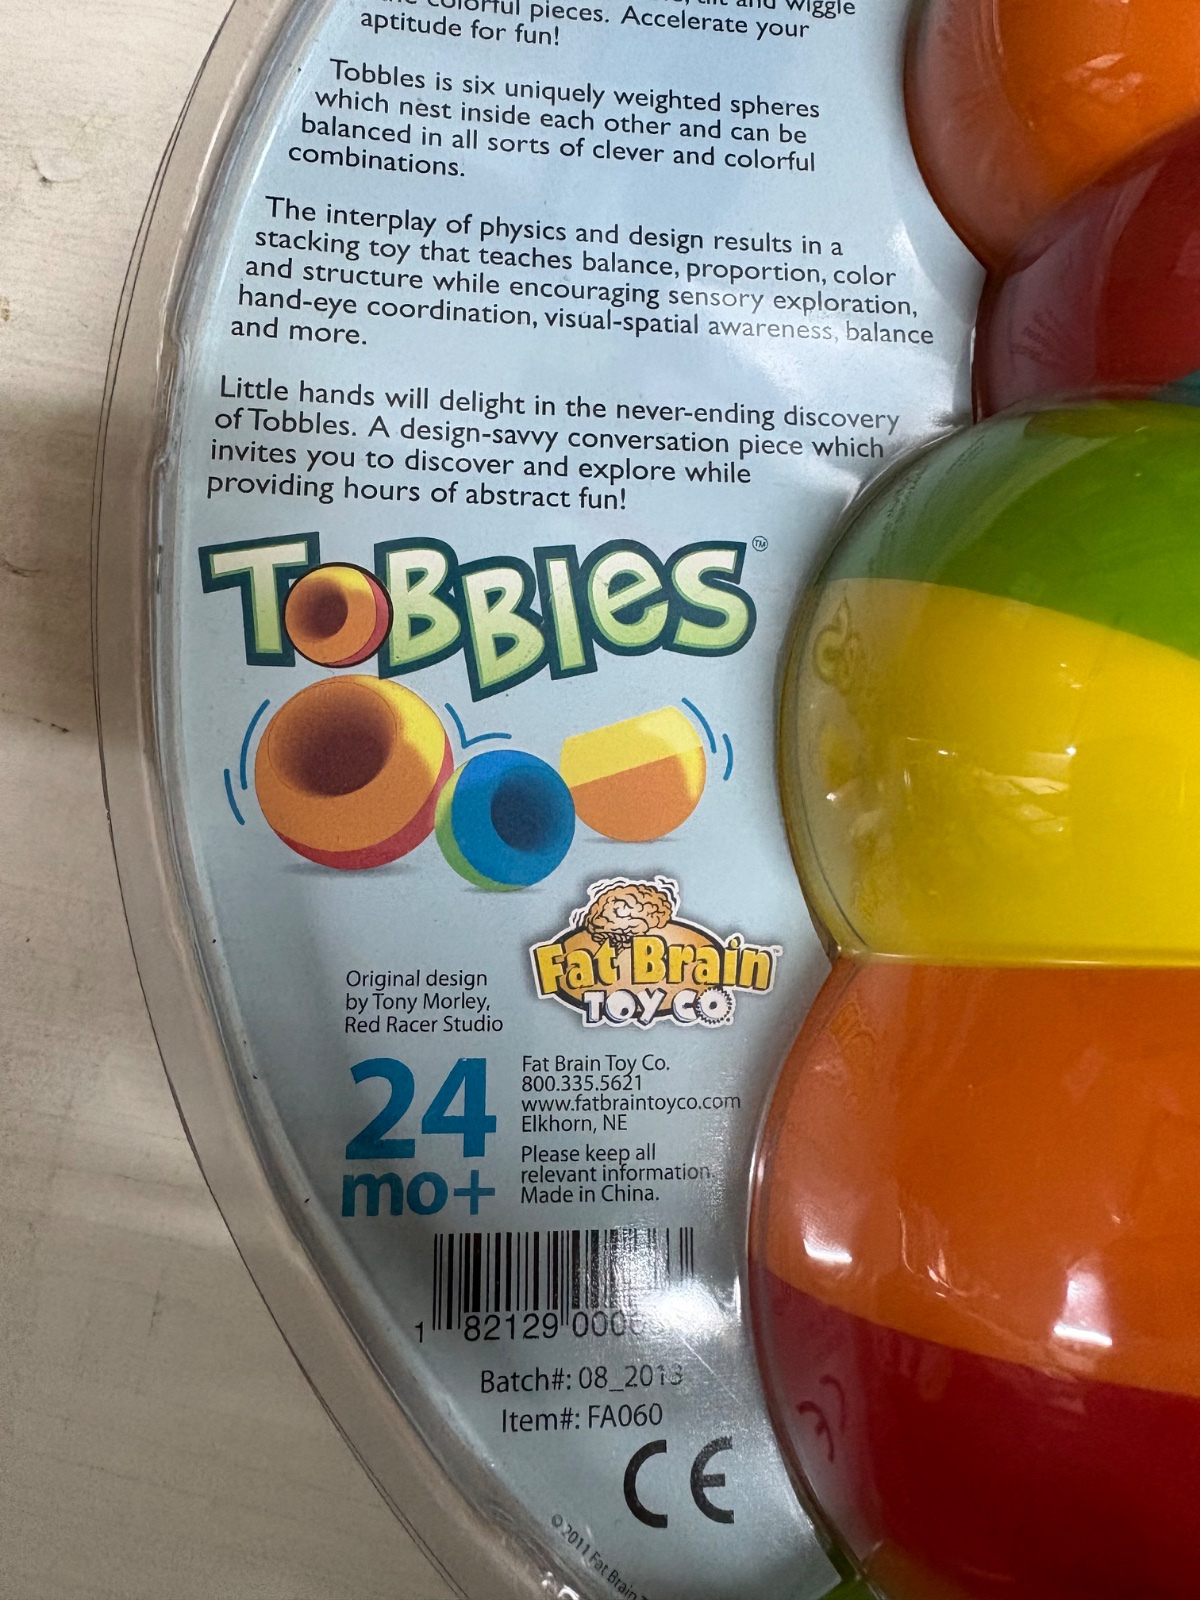 colorful pieces. Accelerate your
aptitude for fun!
Tobbles is six uniquely weighted spheres
which nest inside each other and can be
balanced in all sorts of clever and colorful
combinations.
The interplay of physics and design results in a
stacking toy that teaches balance, proportion, color
and structure while encouraging sensory exploration,
hand-eye coordination, visual-spatial awareness, balance
and more.
Little hands will delight in the never-ending discovery
of Tobbles. A design-savvy conversation piece which
invites you to discover and explore while
providing hours of abstract fun!
TOBBLES™
Fat Brain™
TOY CO.
Original design
by Tony Morley,
Red Racer Studio
24
mo+
Fat Brain Toy Co.
800.335.5621
www.fatbraintoyco.com
Elkhorn, NE
Please keep all
relevant information.
Made in China.
1 82129 000
Batch#: 08_2013
Item#: FA060
CE
© 2011 Fat Brain